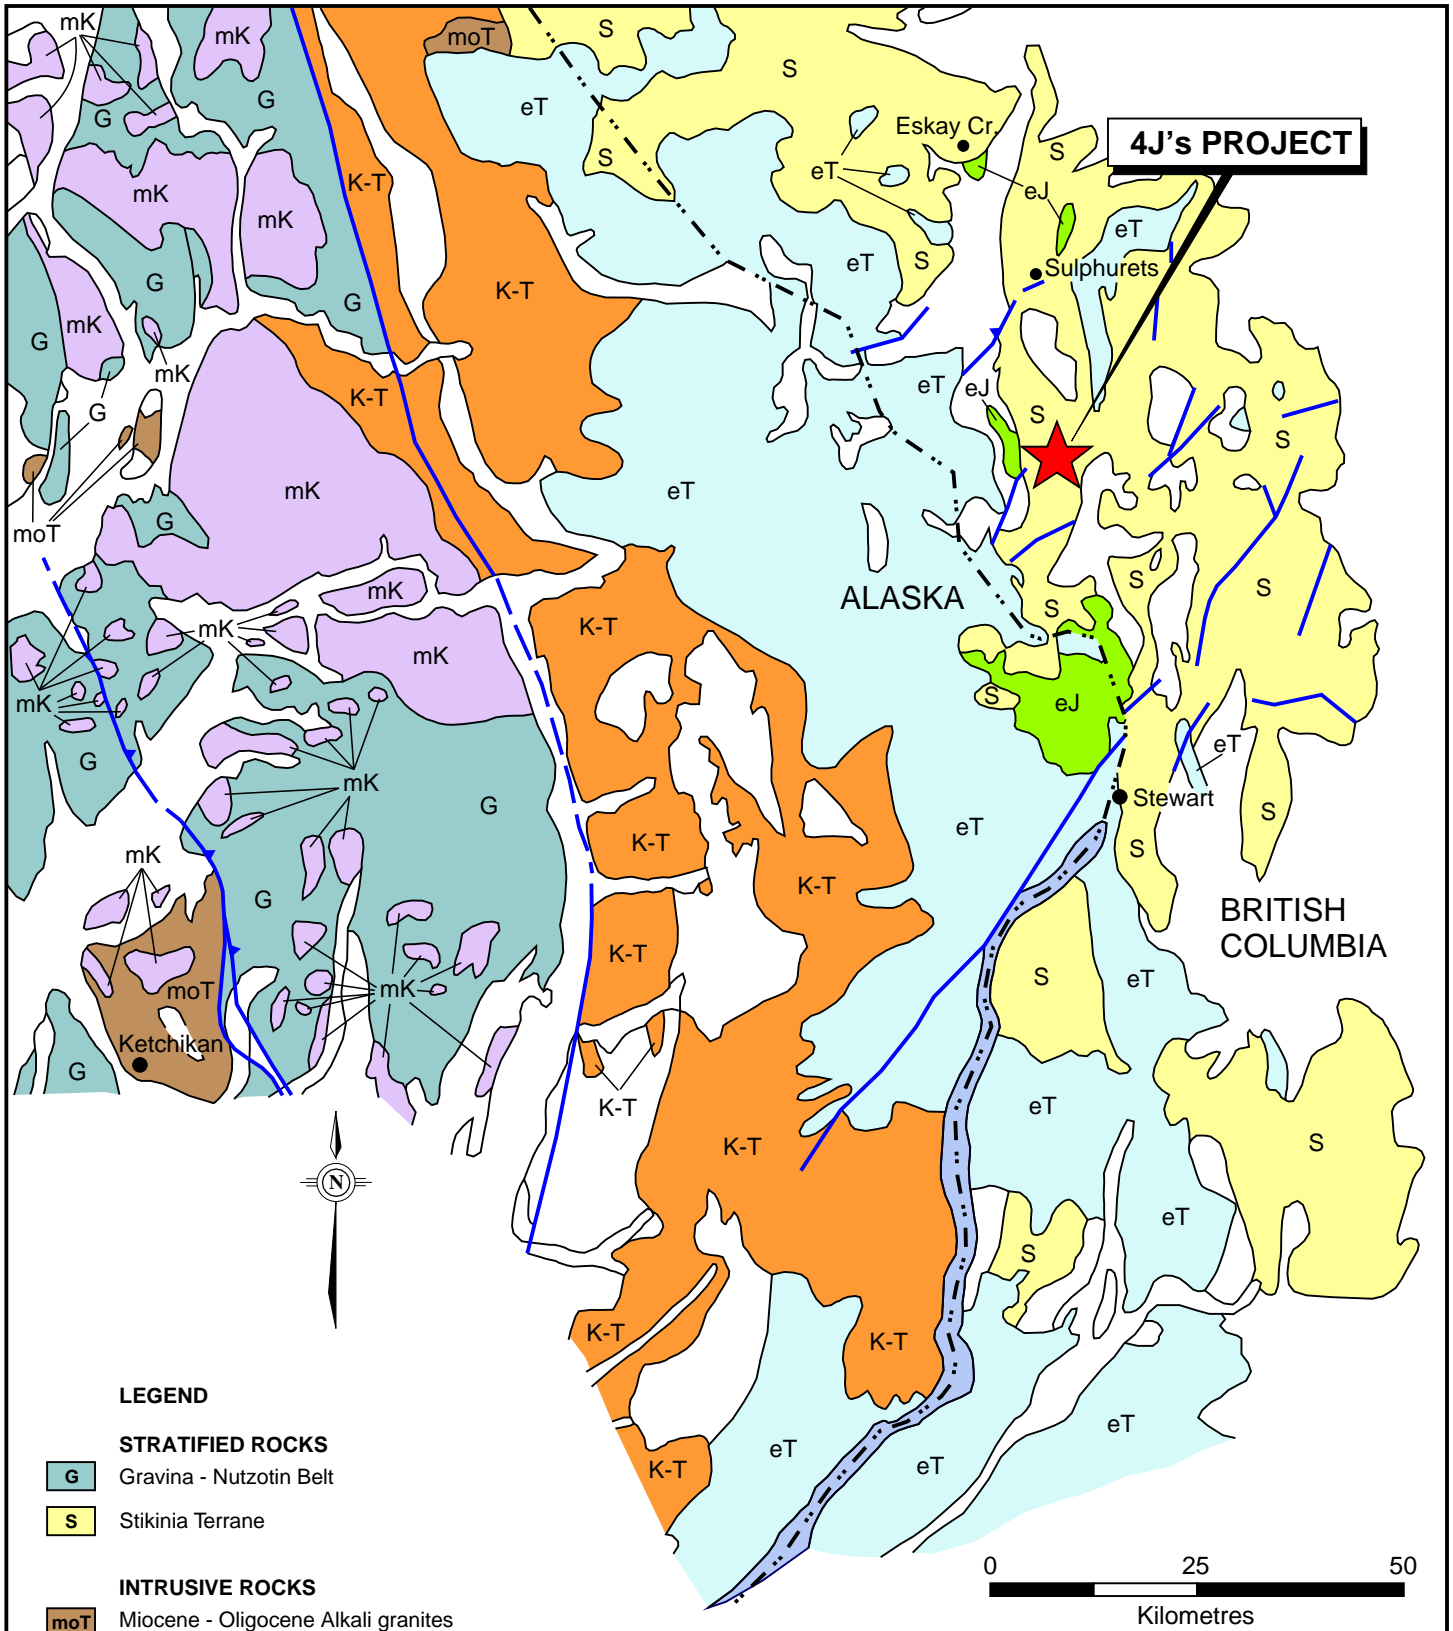 mK
mK
moT
S
S
G
eT
Eskay Cr.
4J's PROJECT
G
S
S
K-T
eT
mK
mK
eJ
eT
S
eT
Sulphurets
G
K-T
G
mK
G
mK
eT
eJ
K-T
G
S
S
mK
eT
G
moT
S
S
mK
ALASKA
S
K-T
mK
mK
mK
S
eJ
G
eT
mK
Stewart
G
eT
S
K-T
S
mK
K-T
G
BRITISH
COLUMBIA
K-T
S
eT
mK
moT
Ketchikan
G
K-T
eT
K-T
S
N
eT
S
K-T
K-T
LEGEND
eT
STRATIFIED ROCKS
eT
G Gravina - Nutzotin Belt
K-T
eT
S Stikinia Terrane
0 25 50
INTRUSIVE ROCKS
Kilometres
moT Miocene - Oligocene Alkali granites